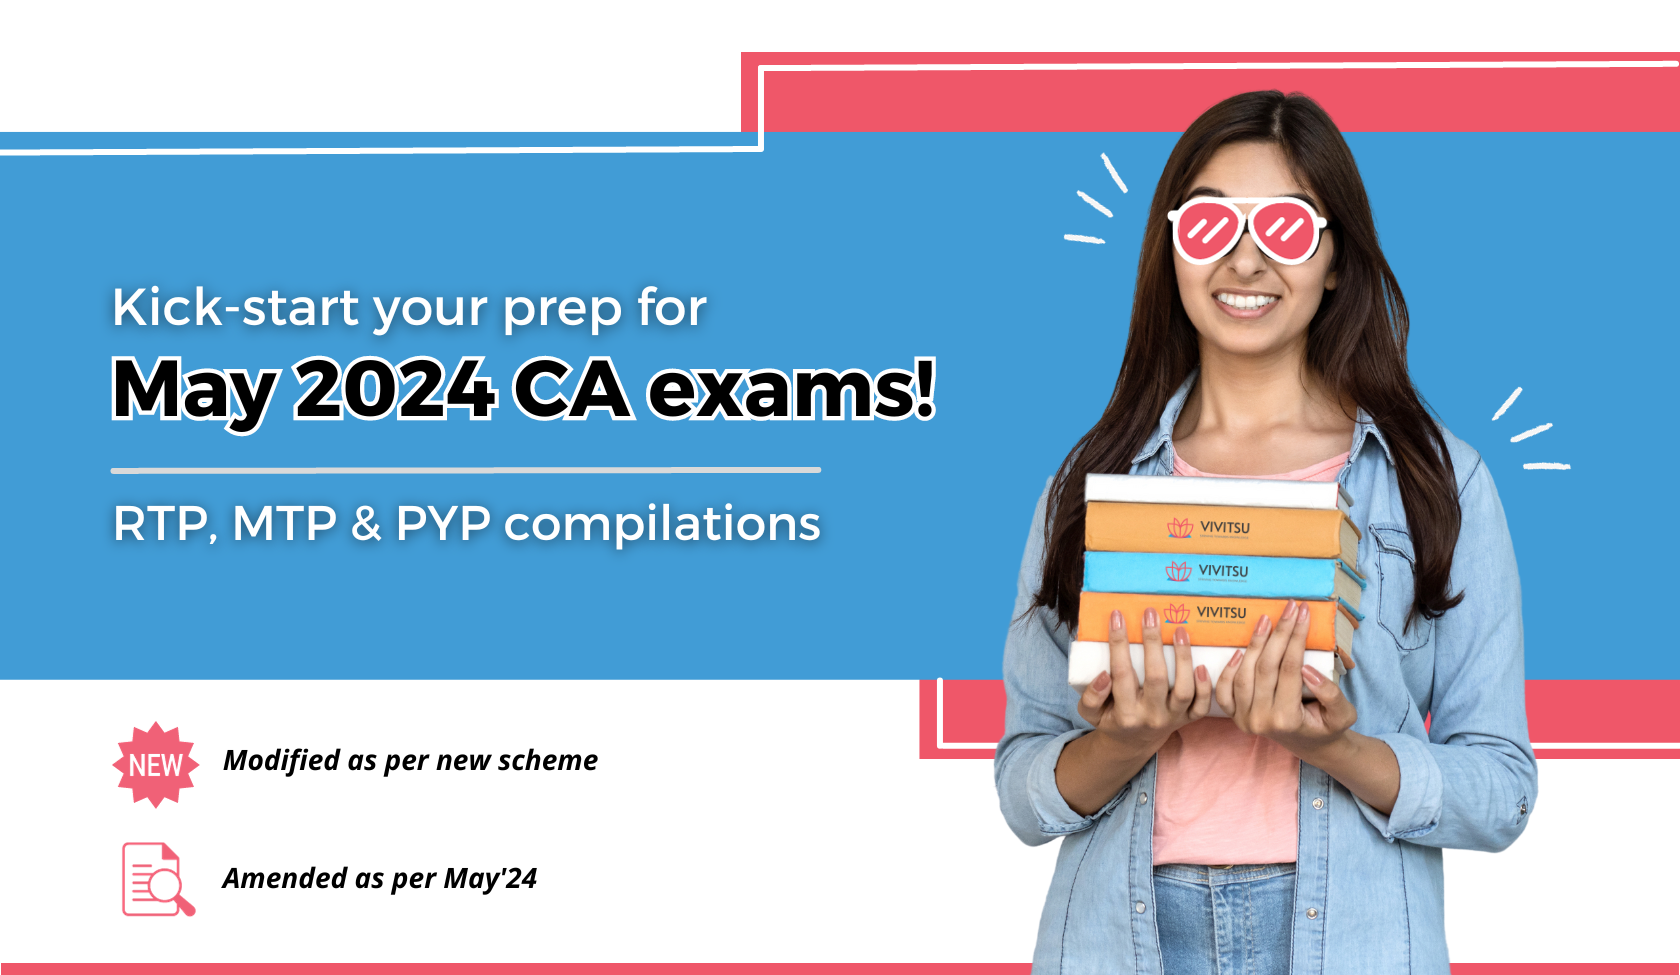 Kick-start your prep for
May 2024 CA exams!
RTP, MTP & PYP compilations
VIVITSU
VIVITSU
VIVITSU
NEW
Modified as per new scheme
Amended as per May'24